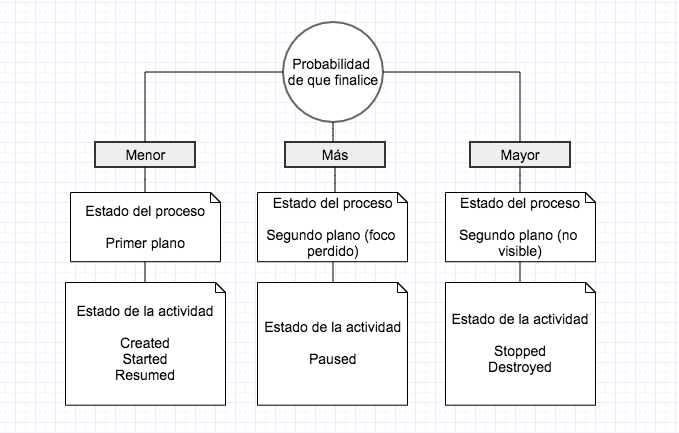 Probabilidad
de que finalice
Menor
Más
Mayor
Estado del proceso
Primer plano
Estado del proceso
Segundo plano (foco
perdido)
Estado del proceso
Segundo plano (no
visible)
Estado de la actividad
Created
Started
Resumed
Estado de la actividad
Paused
Estado de la actividad
Stopped
Destroyed